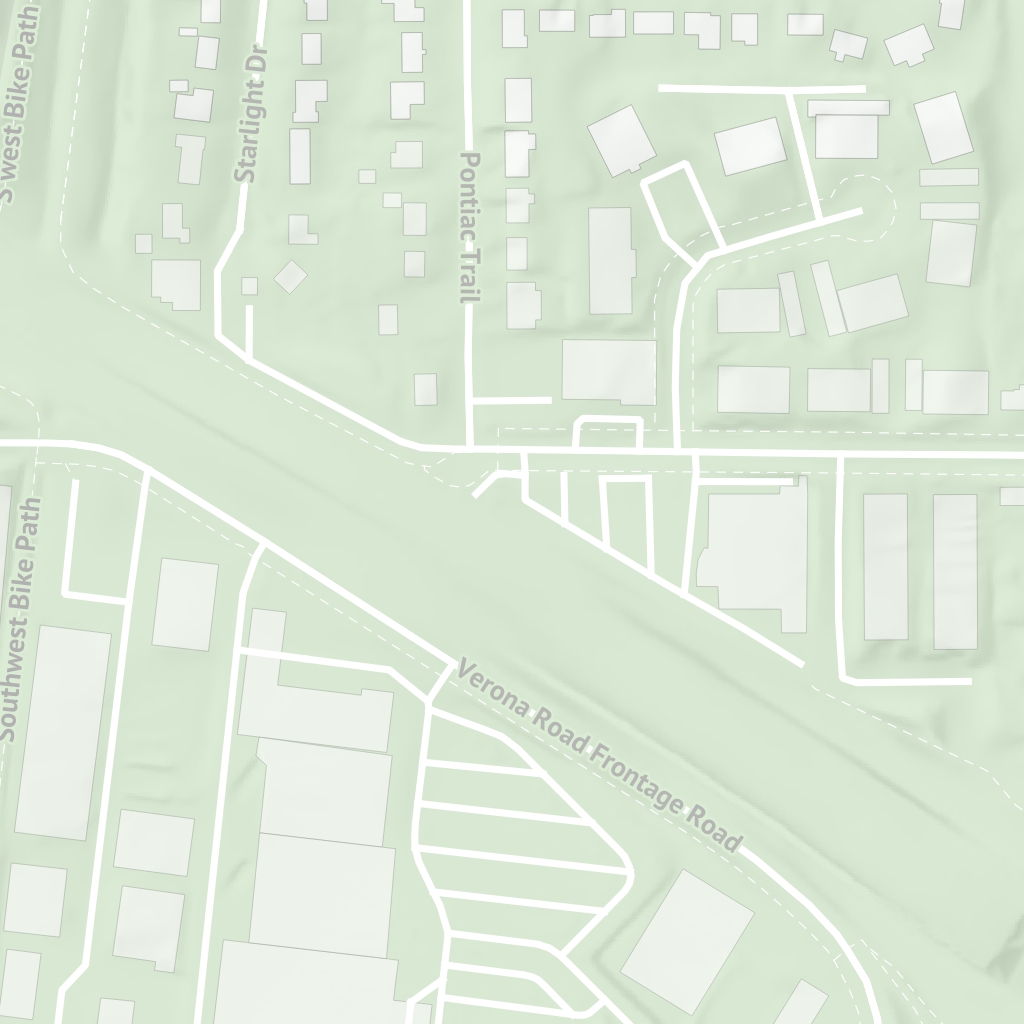 S west Bike Path
Starlight Dr
Pontiac Trail
Southwest Bike Path
Verona Road Frontage Road